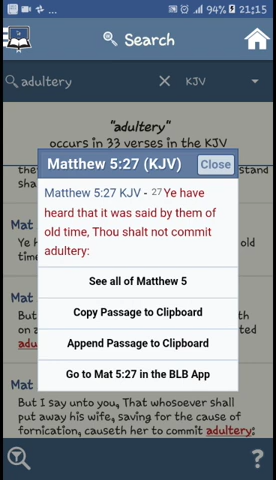 94% 21:15
Search
adultery
KJV
"adultery"
occurs in 33 verses in the KJV
stand
sha
Matthew 5:27 (KJV)
Close
Matthew 5:27 KJV - 27 Ye have
heard that it was said by them of
old time, Thou shalt not commit
adultery:
See all of Matthew 5
Copy Passage to Clipboard
Append Passage to Clipboard
Go to Mat 5:27 in the BLB App
Mat
Ye h
time
Mat
But
on a
adu
th
ted
Mat
But I say unto you, That whosoever shall
put away his wife, saving for the cause of
fornication, causeth her to commit adultery:
?